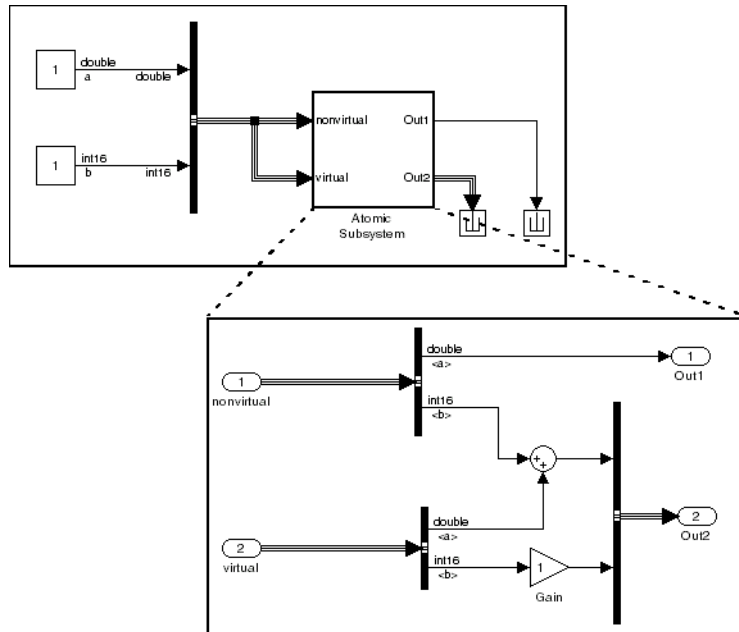 double
1
a
double
nonvirtual
Out1
int16
1
b
int16
virtual
Out2
Atomic
Subsystem
double
1
<a>
1
Out1
nonvirtual
int16
<b>
+
+
double
2
<a>
2
int16
Out2
virtual
<b>
1
Gain